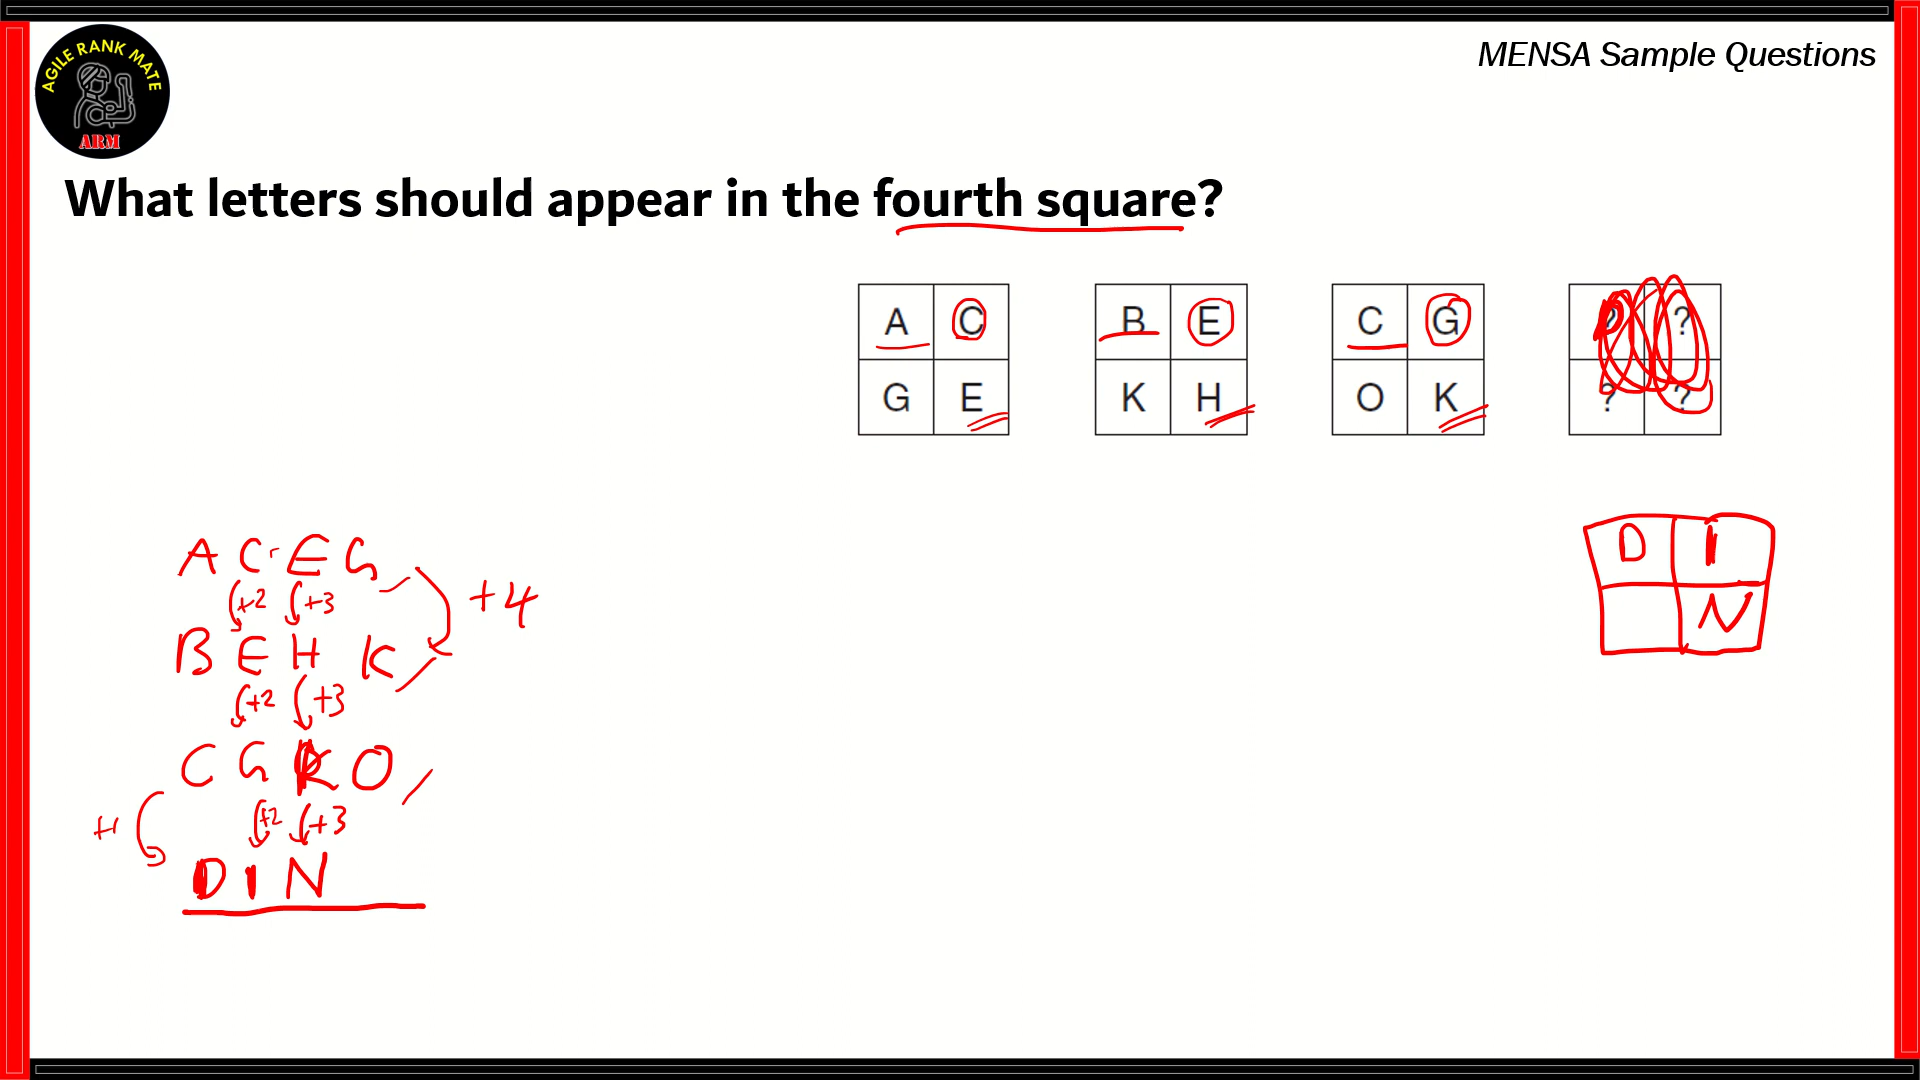 AGILE RANK MATE
ARM
MENSA Sample Questions
What letters should appear in the fourth square?
A C B E C G ? ?
G E K H O K ? ?
D I
N
A C E G
+2 +3 +4
B E H K
+2 +3
C G K O
+1 +2 +3
D I N